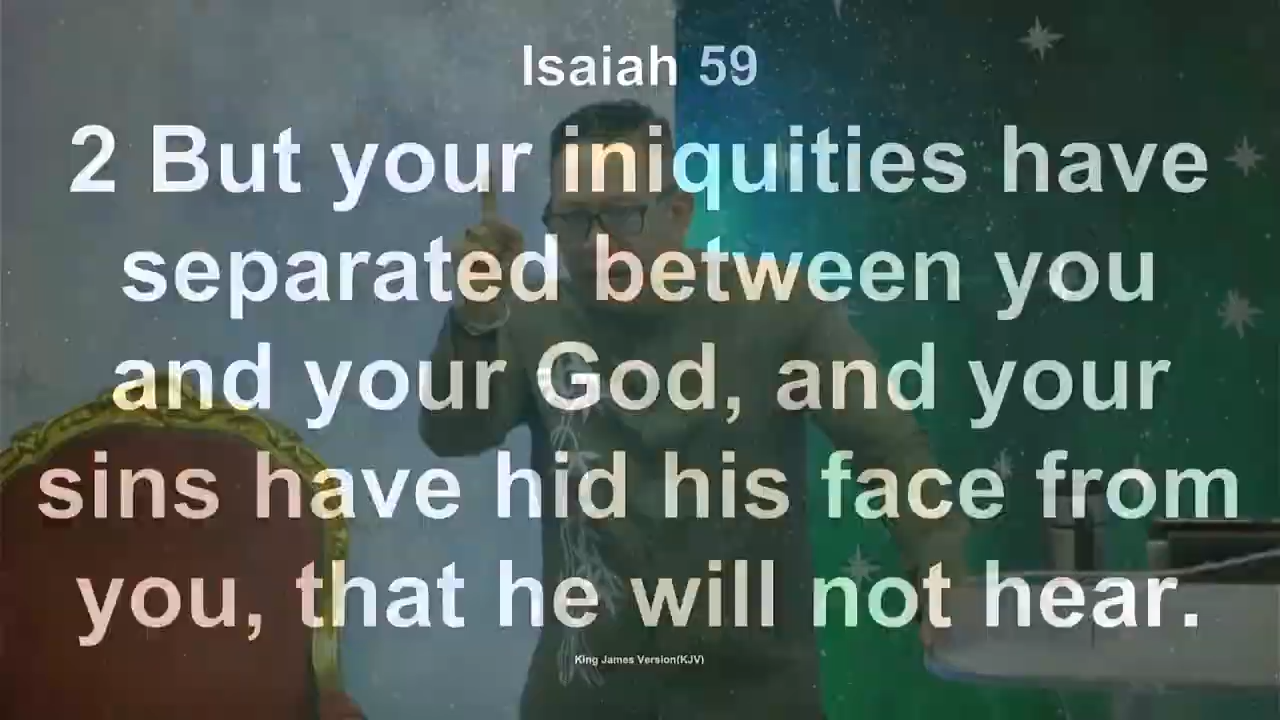 Isaiah 59
2 But your iniquities have
separated between you
and your God, and your
sins have hid his face from
you, that he will not hear.
King James Version(KJV)